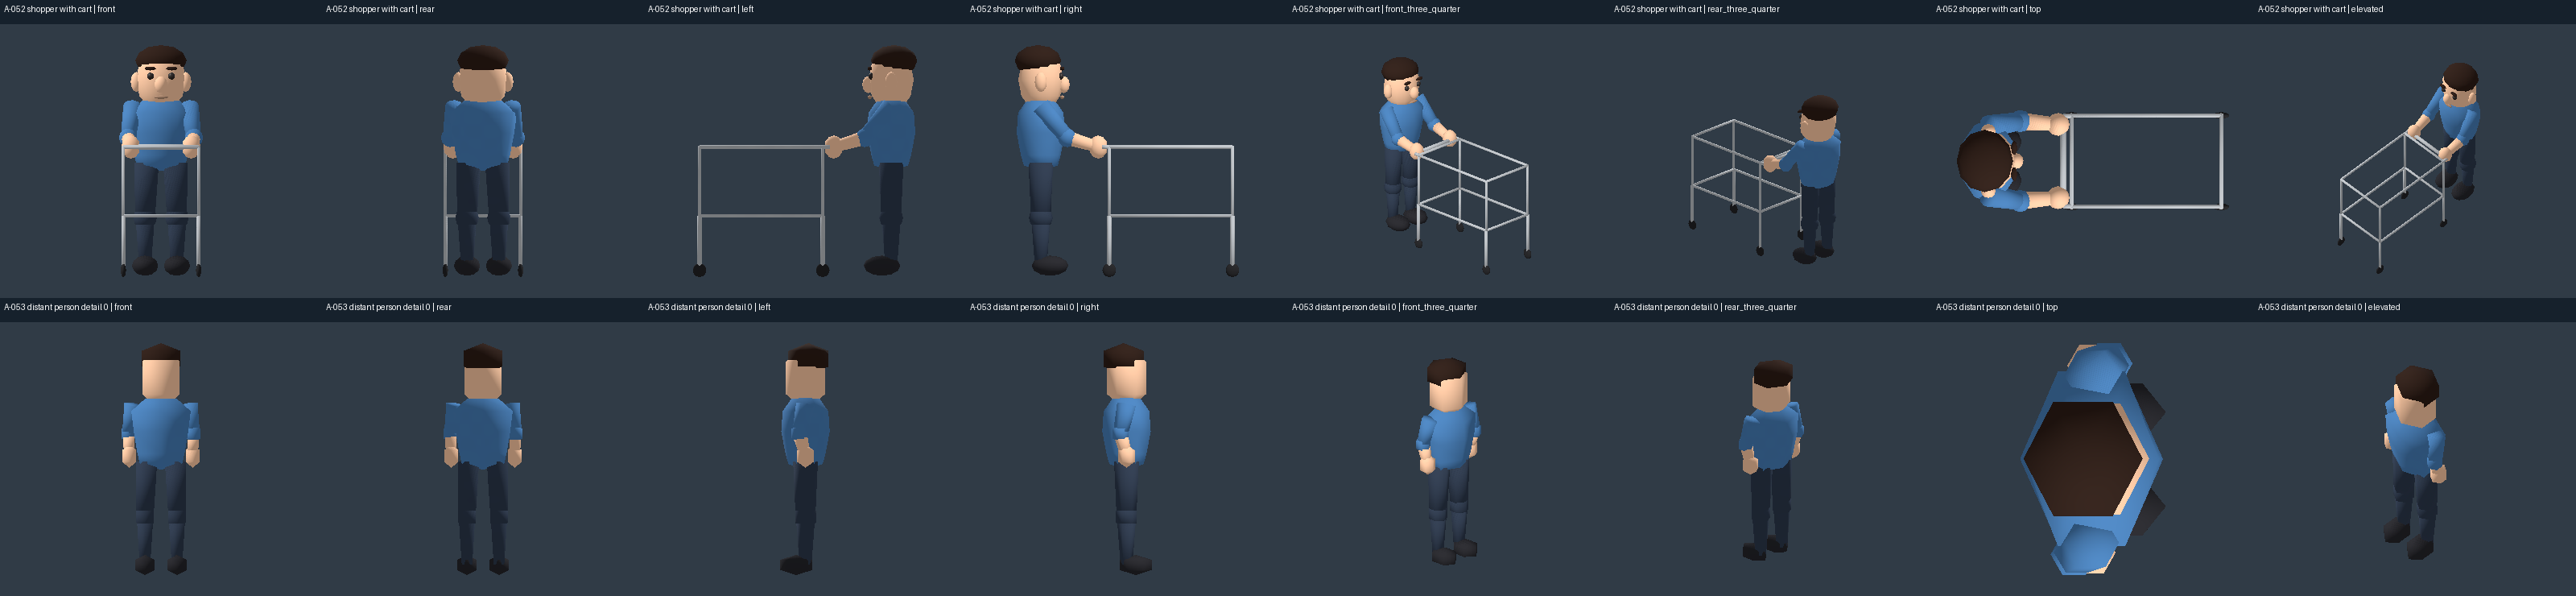 A-052 shopper with cart | front
A-052 shopper with cart | rear
A-052 shopper with cart | left
A-052 shopper with cart | right
A-052 shopper with cart | front_three_quarter
A-052 shopper with cart | rear_three_quarter
A-052 shopper with cart | top
A-052 shopper with cart | elevated
A-053 distant person detail 0 | front
A-053 distant person detail 0 | rear
A-053 distant person detail 0 | left
A-053 distant person detail 0 | right
A-053 distant person detail 0 | front_three_quarter
A-053 distant person detail 0 | rear_three_quarter
A-053 distant person detail 0 | top
A-053 distant person detail 0 | elevated